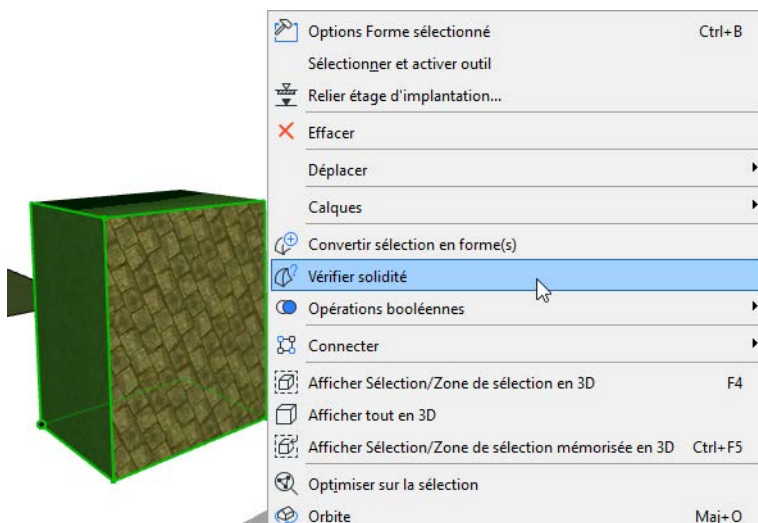 Options Forme sélectionné Ctrl+B
Sélectionner et activer outil
Relier étage d'implantation...
Effacer
Déplacer
Calques
Convertir sélection en forme(s)
Vérifier solidité
Opérations booléennes
Connecter
Afficher Sélection/Zone de sélection en 3D F4
Afficher tout en 3D
Afficher Sélection/Zone de sélection mémorisée en 3D Ctrl+F5
Optimiser sur la sélection
Orbite Maj+O